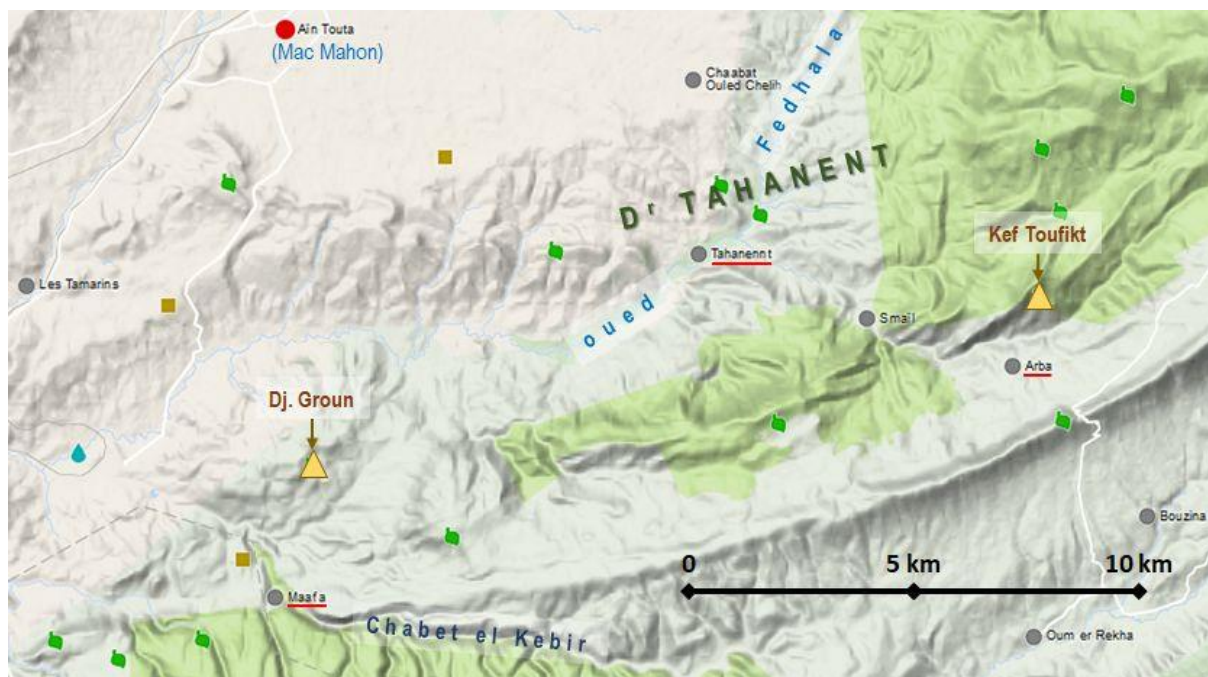 Aïn Touta
(Mac Mahon)
Chaabat
Ouled Chelih
oued Fedhala
Dʳ TAHANENT
Kef Toufikt
Tahanennt
Les Tamarins
Smaïl
Arba
Dj. Groun
Bouzina
0 5 km 10 km
Maafa
Chabet el Kebir
Oum er Rekha